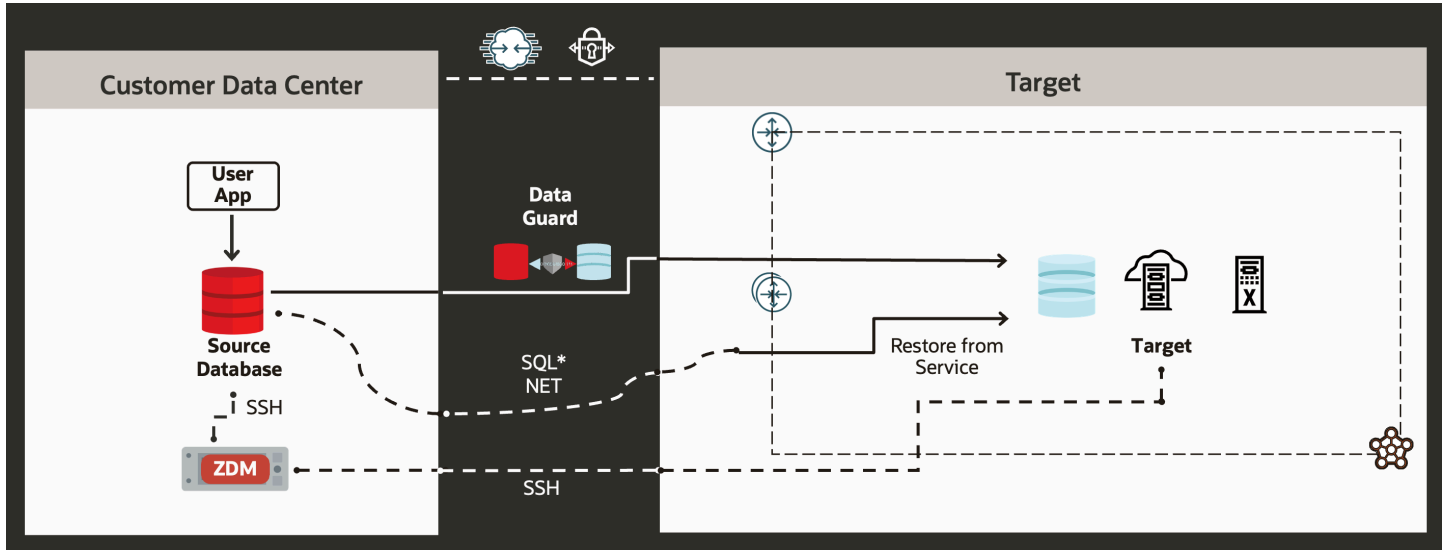 Customer Data Center
Target
User
App
Data
Guard
Source
Database
SQL*
NET
Restore from
Service
Target
X
SSH
ZDM
SSH